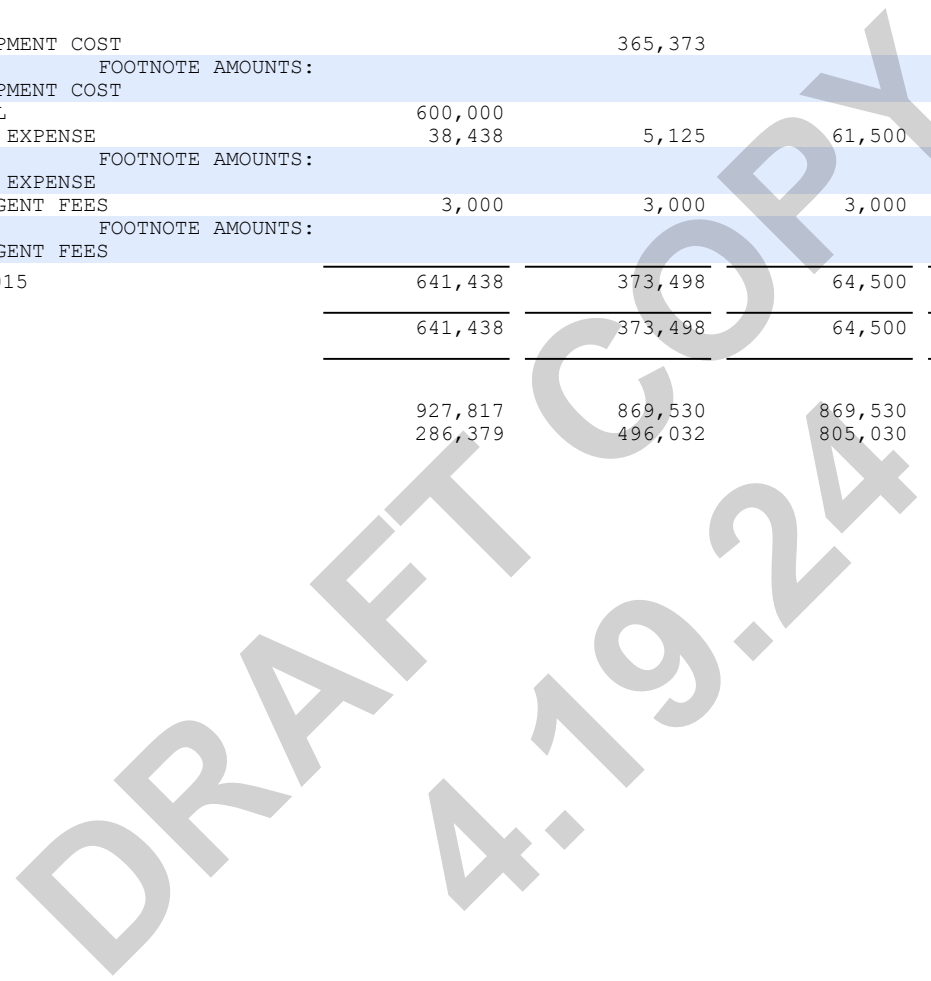 PMENT COST 365,373
FOOTNOTE AMOUNTS:
PMENT COST
L 600,000
EXPENSE 38,438 5,125 61,500
FOOTNOTE AMOUNTS:
EXPENSE
GENT FEES 3,000 3,000 3,000
FOOTNOTE AMOUNTS:
GENT FEES
015 641,438 373,498 64,500
641,438 373,498 64,500
927,817 869,530 869,530
286,379 496,032 805,030
DRAFT COPY
4.19.24